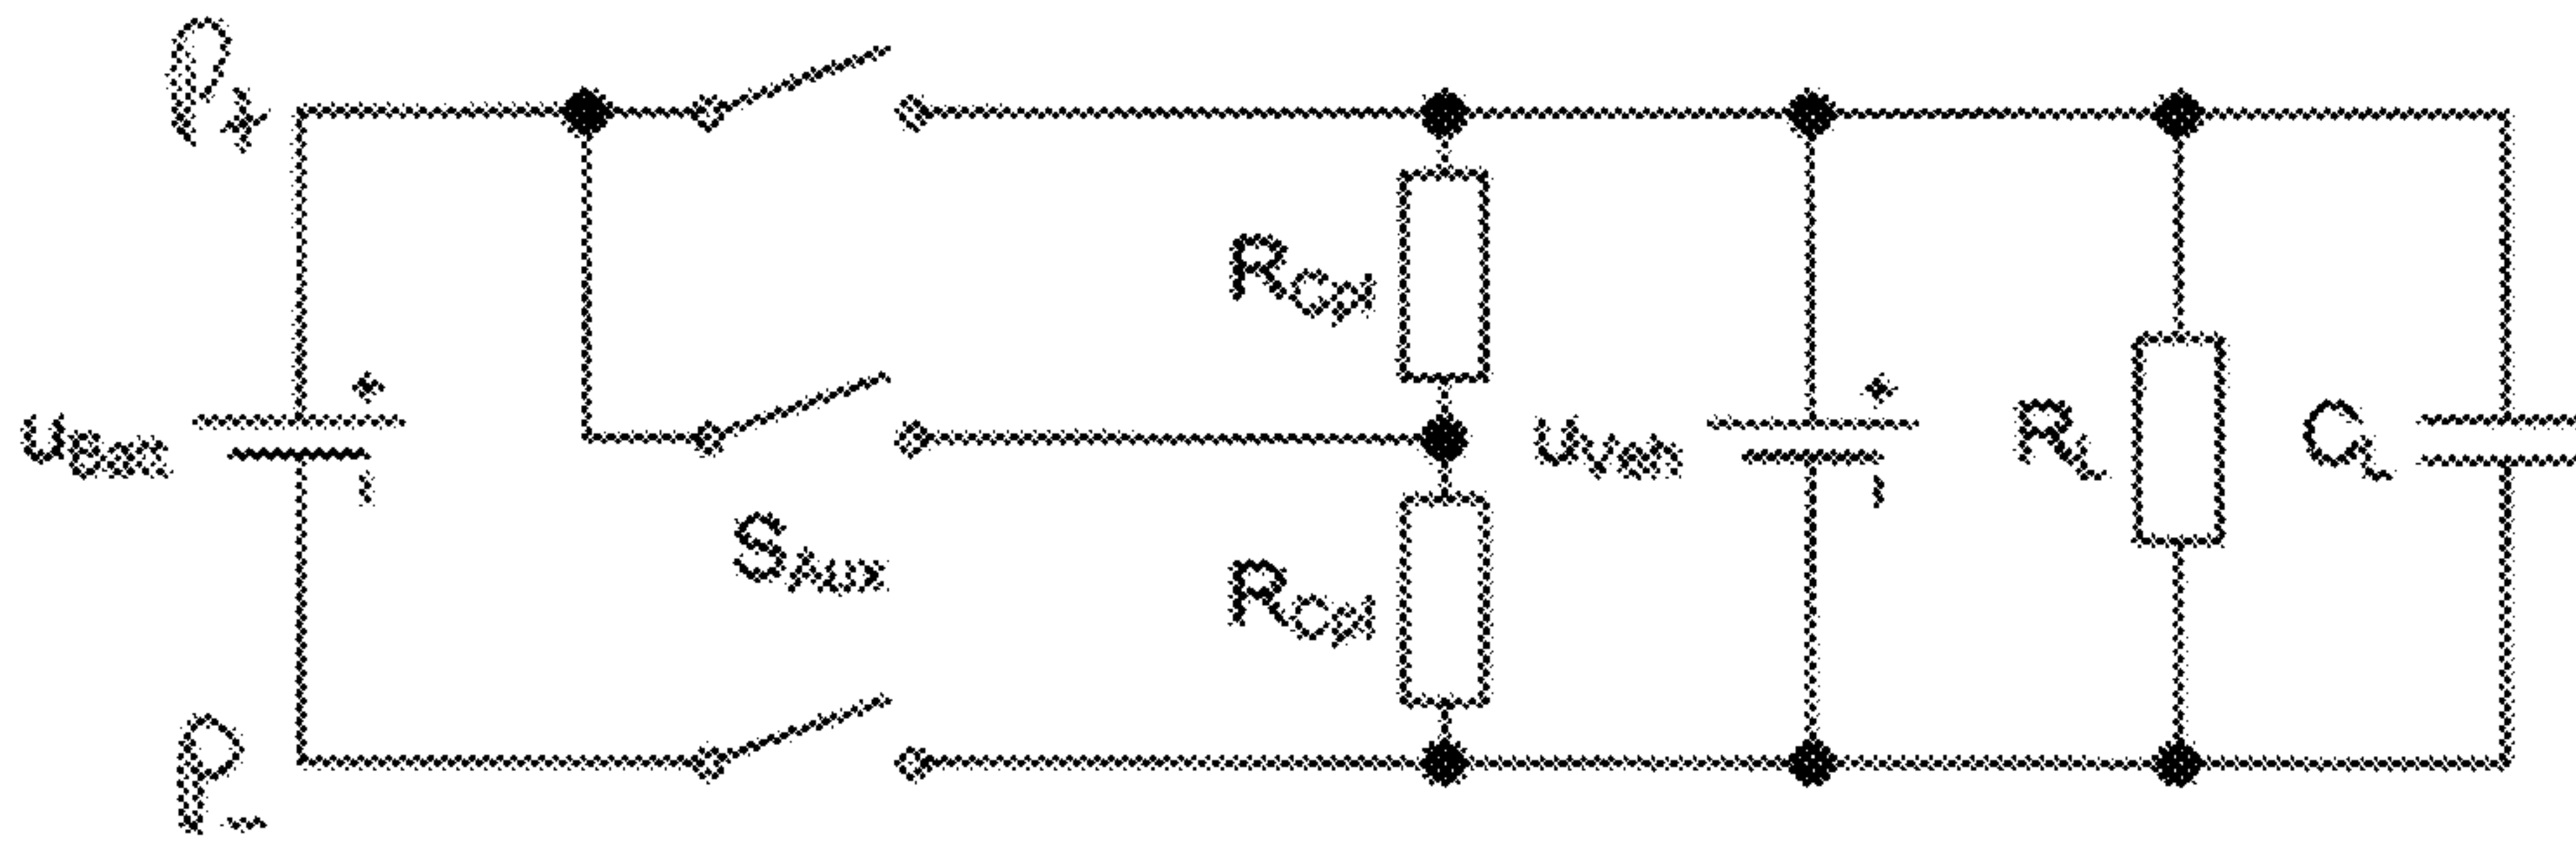 P+
RCpl
uBatt
+
-
uVeh
+
-
RL
CL
SAux
RCpl
P-